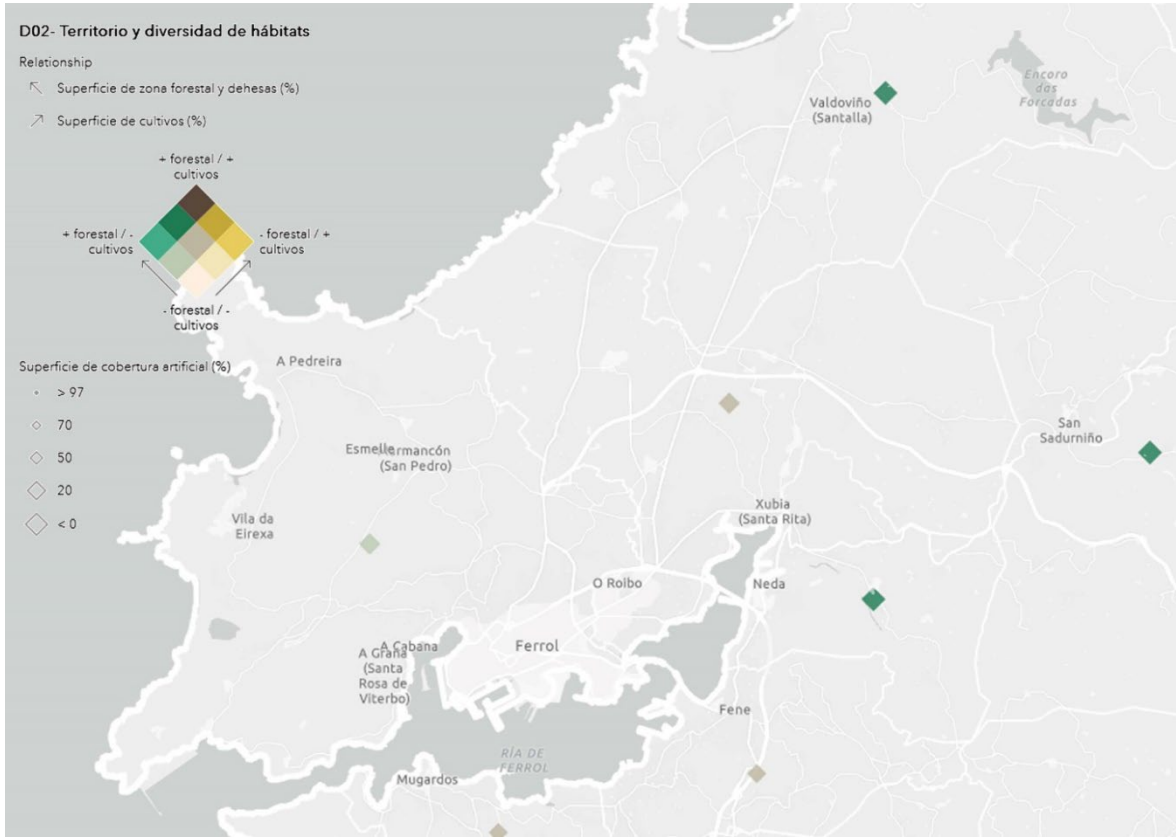 D02- Territorio y diversidad de hábitats
Relationship
Superficie de zona forestal y dehesas (%)
Superficie de cultivos (%)
+ forestal / +
cultivos
+ forestal / -
cultivos
- forestal / +
cultivos
- forestal / -
cultivos
Superficie de cobertura artificial (%)
> 97
70
50
20
< 0
Encoro
das
Forcadas
Valdoviño
(Santalla)
A Pedreira
Esmelle
Marmancón
(San Pedro)
San
Sadurniño
Vila da
Eirexa
Xubia
(Santa Rita)
O Roibo
Neda
Ferrol
A Cabana
A Graña
(Santa
Rosa de
Viterbo)
Fene
RÍA DE
FERROL
Mugardos